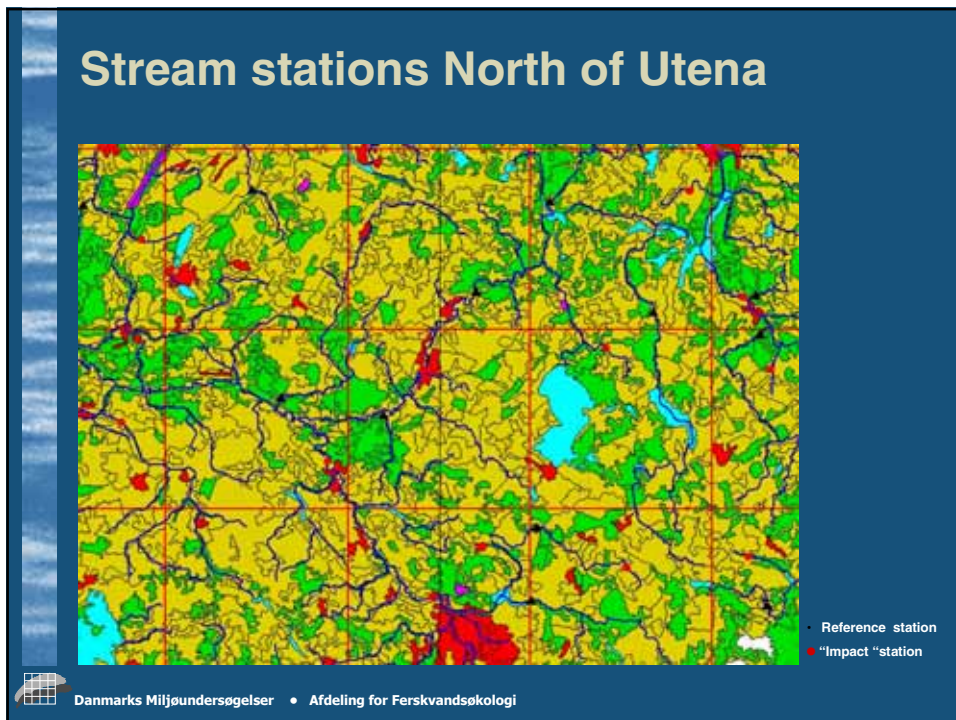 Stream stations North of Utena
Reference station
“Impact “station
Danmarks Miljøundersøgelser • Afdeling for Ferskvandsøkologi